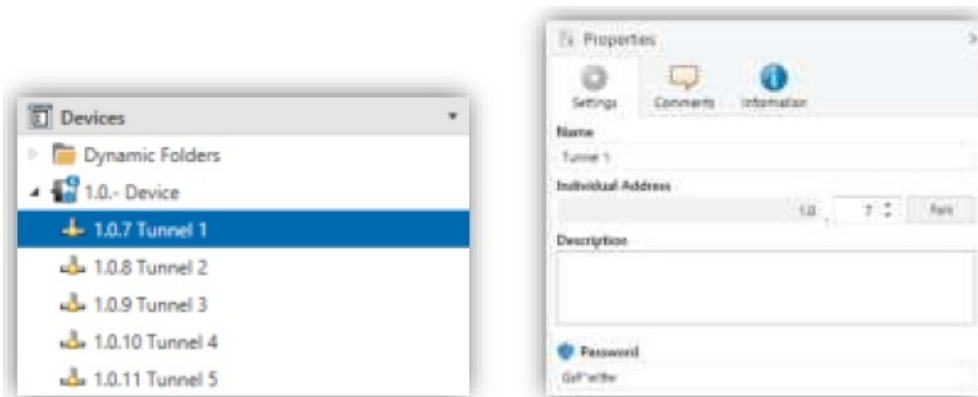 Devices
Dynamic Folders
1.0.- Device
1.0.7 Tunnel 1
1.0.8 Tunnel 2
1.0.9 Tunnel 3
1.0.10 Tunnel 4
1.0.11 Tunnel 5
Properties
Settings Comments Information
Name
Tunnel 1
Individual Address
1.0 . 7 Park
Description
Password